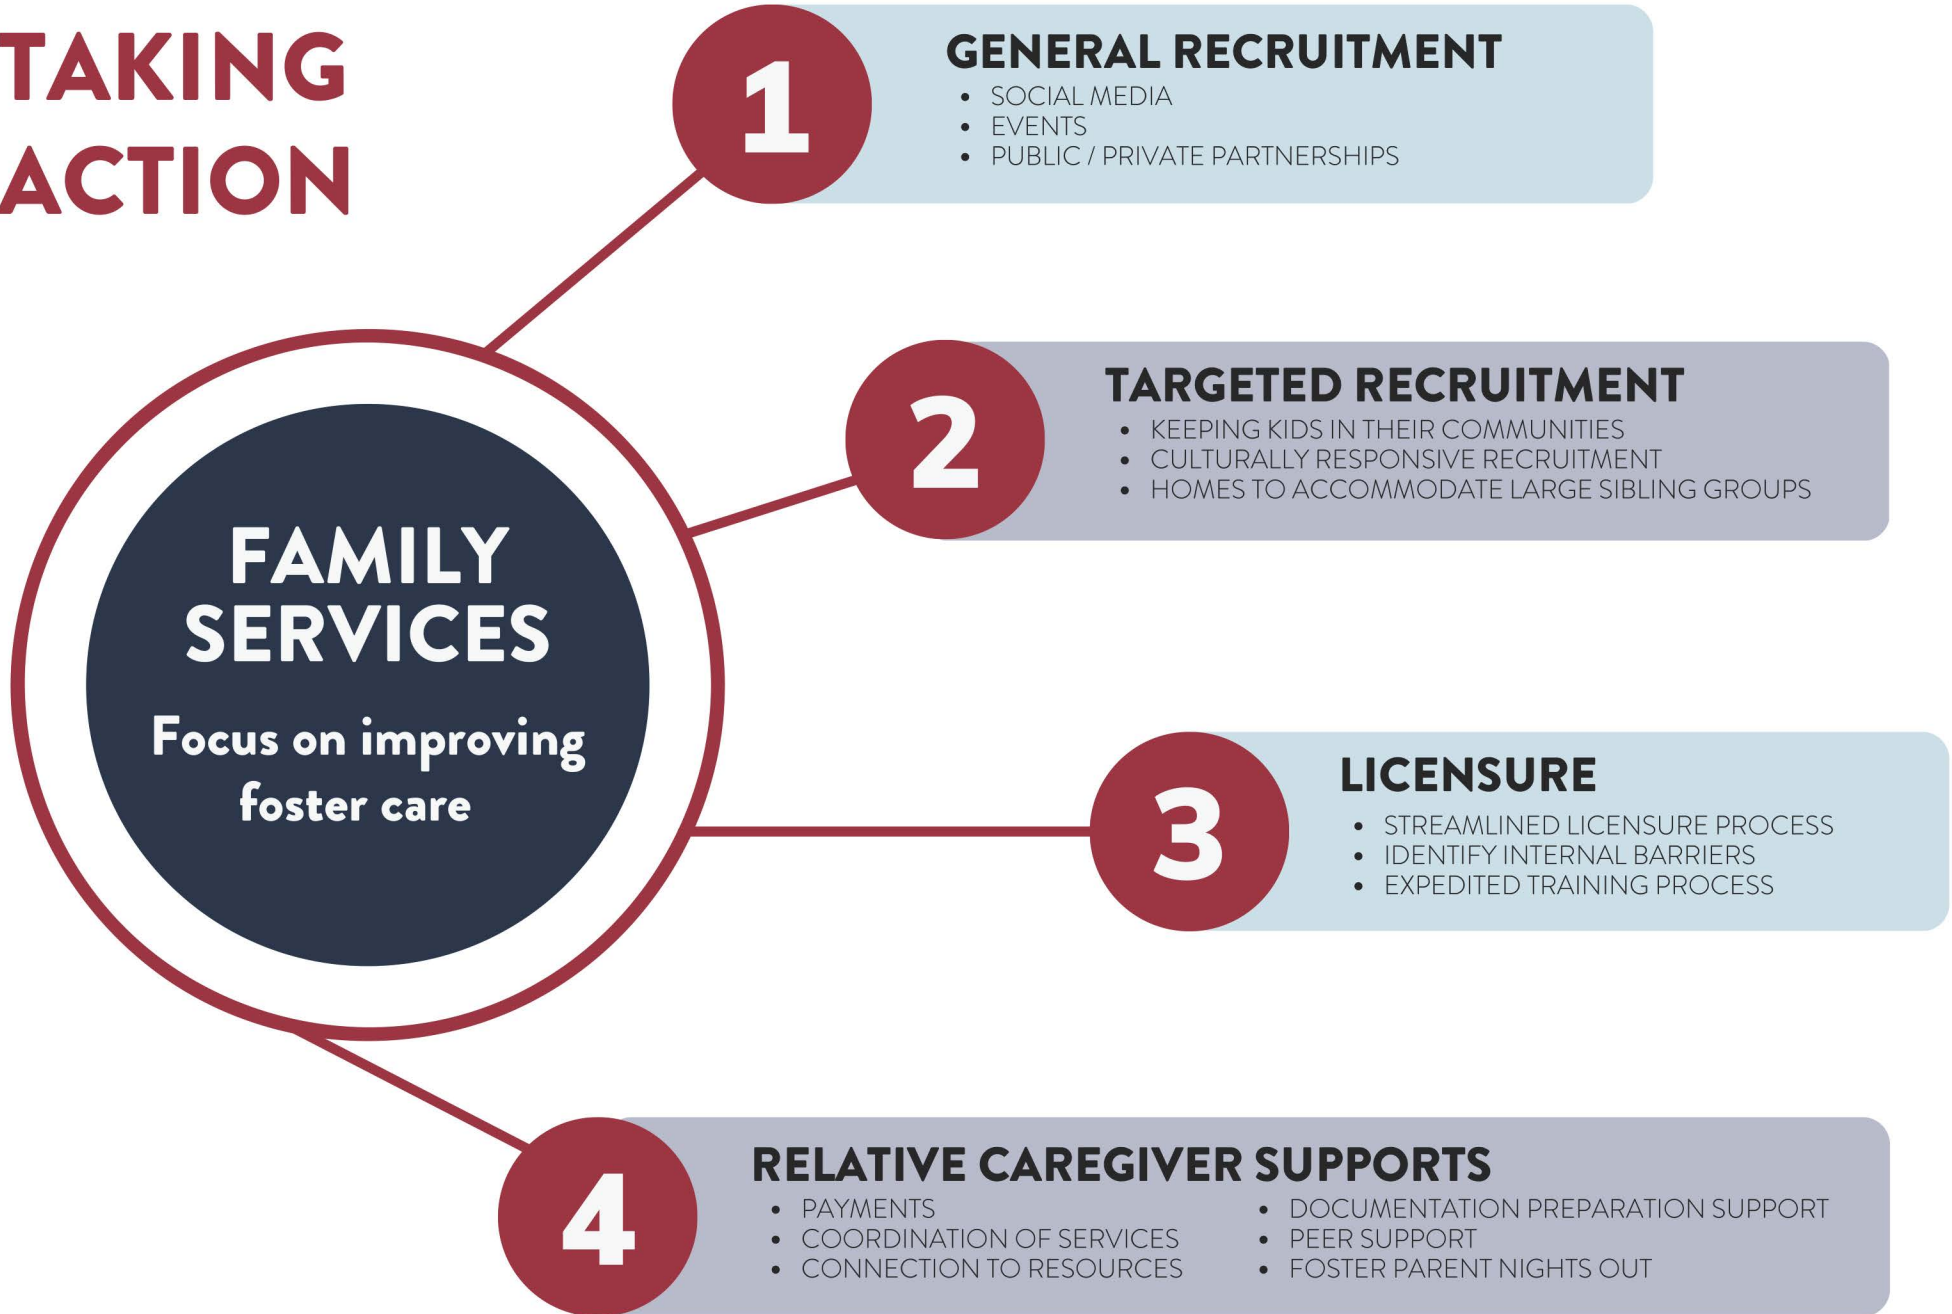 TAKING
ACTION
1
GENERAL RECRUITMENT
• SOCIAL MEDIA
• EVENTS
• PUBLIC / PRIVATE PARTNERSHIPS
2
TARGETED RECRUITMENT
• KEEPING KIDS IN THEIR COMMUNITIES
• CULTURALLY RESPONSIVE RECRUITMENT
• HOMES TO ACCOMMODATE LARGE SIBLING GROUPS
FAMILY
SERVICES
Focus on improving
foster care
3
LICENSURE
• STREAMLINED LICENSURE PROCESS
• IDENTIFY INTERNAL BARRIERS
• EXPEDITED TRAINING PROCESS
4
RELATIVE CAREGIVER SUPPORTS
• PAYMENTS
• COORDINATION OF SERVICES
• CONNECTION TO RESOURCES
• DOCUMENTATION PREPARATION SUPPORT
• PEER SUPPORT
• FOSTER PARENT NIGHTS OUT